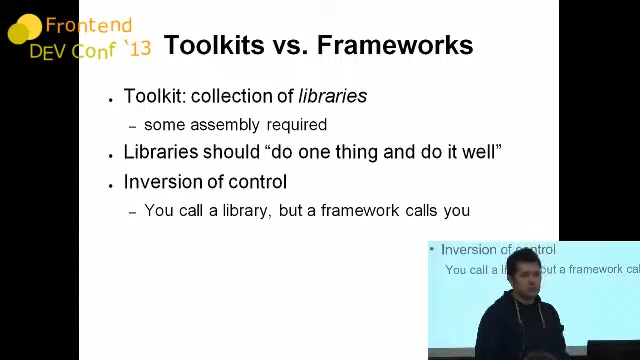 Frontend
DEV Conf '13
Toolkits vs. Frameworks
• Toolkit: collection of libraries
– some assembly required
• Libraries should “do one thing and do it well”
• Inversion of control
– You call a library, but a framework calls you
• Inversion of control
You call a li but a framework cal